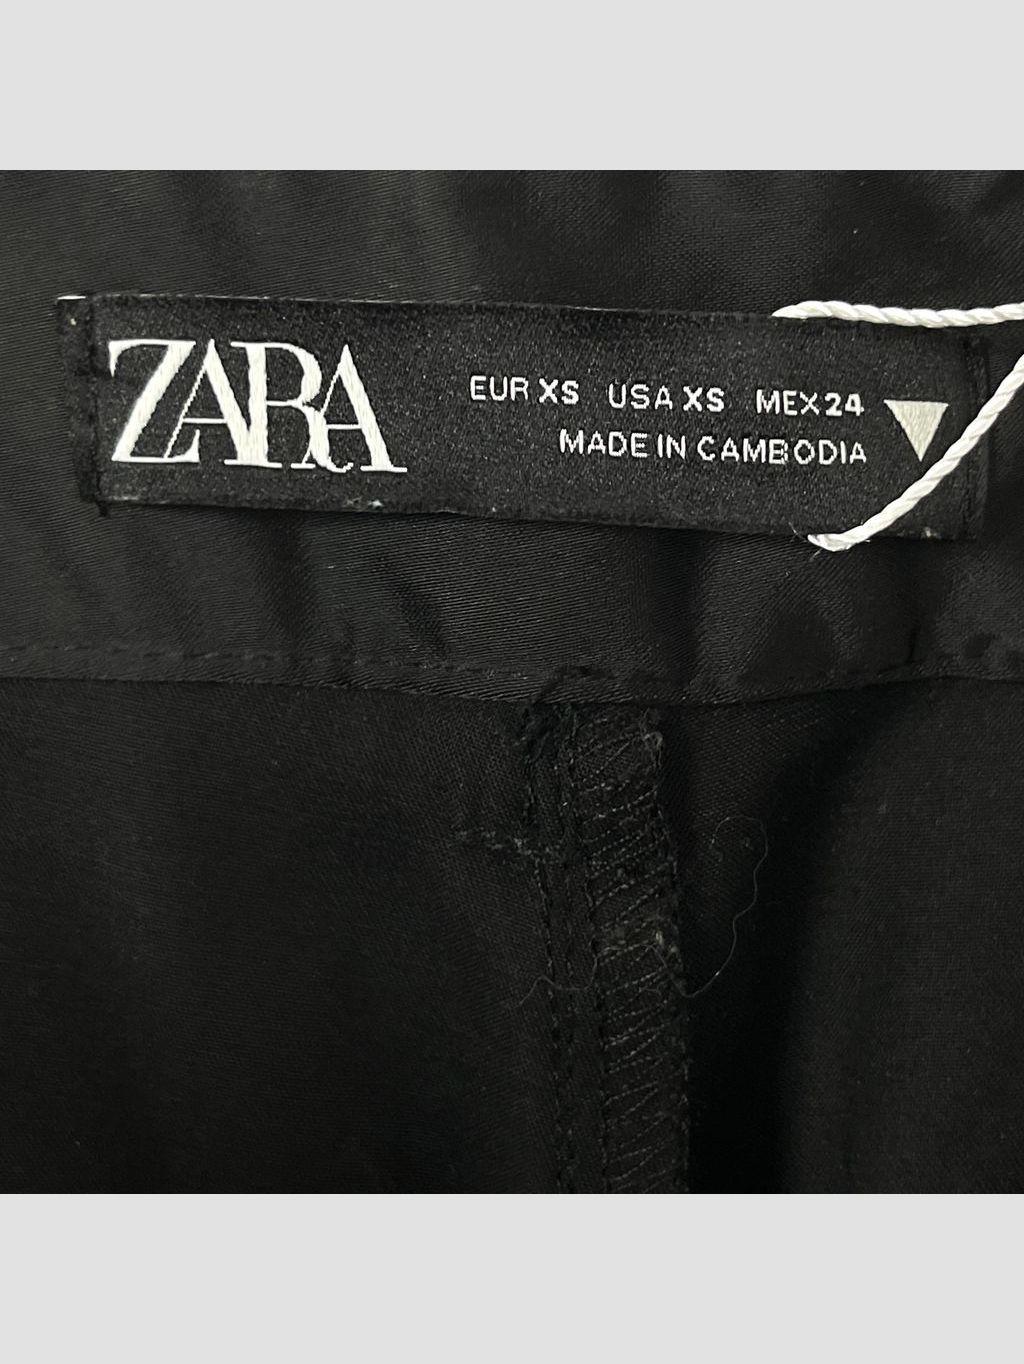 ZARA
EUR XS USA XS MEX 24
MADE IN CAMBODIA